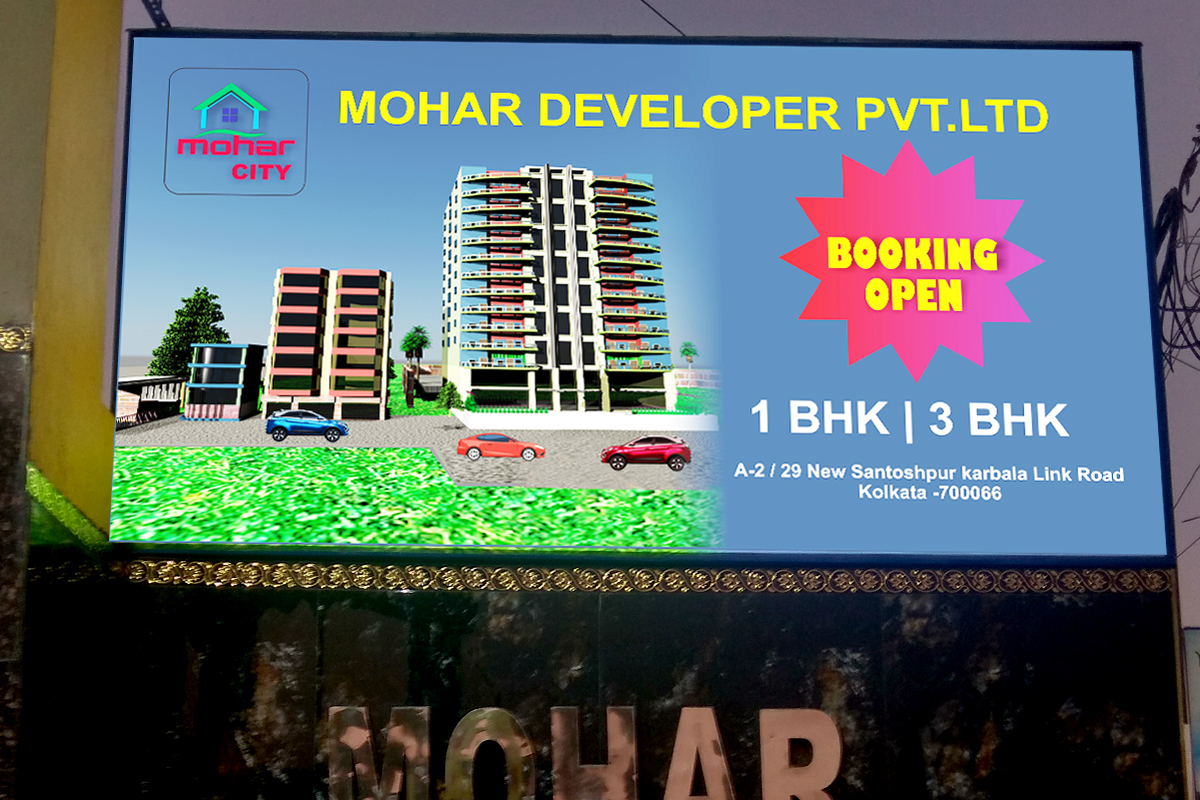 mohar
CITY
MOHAR DEVELOPER PVT.LTD
BOOKING
OPEN
1 BHK | 3 BHK
A-2 / 29 New Santoshpur karbala Link Road
Kolkata -700066
MOHAR